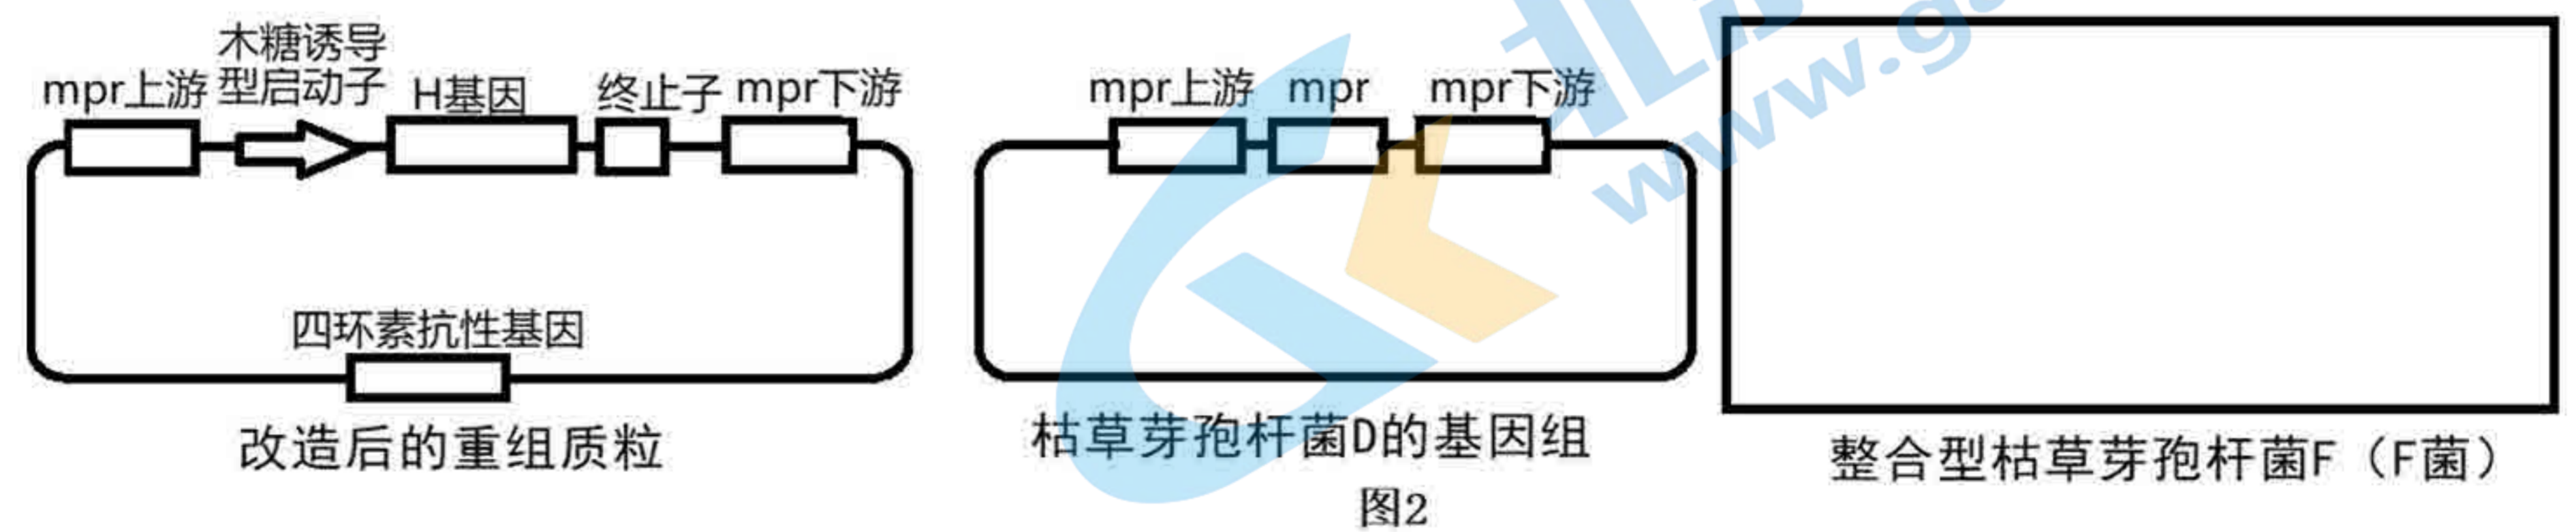 mpr上游
木糖诱导
型启动子
H基因
终止子
mpr下游
四环素抗性基因
改造后的重组质粒
mpr上游
mpr
mpr下游
枯草芽孢杆菌D的基因组
图2
整合型枯草芽孢杆菌F（F菌）
www.g